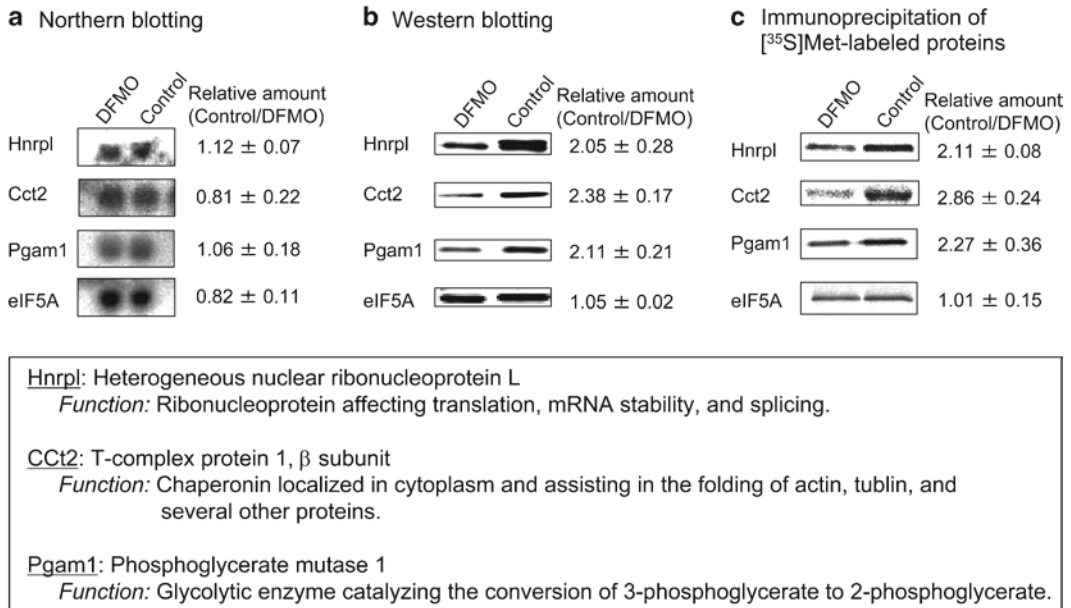 a Northern blotting
DFMO
Control
Relative amount
(Control/DFMO)
Hnrpl 1.12 ± 0.07
Cct2 0.81 ± 0.22
Pgam1 1.06 ± 0.18
eIF5A 0.82 ± 0.11
b Western blotting
DFMO
Control
Relative amount
(Control/DFMO)
Hnrpl 2.05 ± 0.28
Cct2 2.38 ± 0.17
Pgam1 2.11 ± 0.21
eIF5A 1.05 ± 0.02
c Immunoprecipitation of
[³⁵S]Met-labeled proteins
DFMO
Control
Relative amount
(Control/DFMO)
Hnrpl 2.11 ± 0.08
Cct2 2.86 ± 0.24
Pgam1 2.27 ± 0.36
eIF5A 1.01 ± 0.15
Hnrpl: Heterogeneous nuclear ribonucleoprotein L
Function: Ribonucleoprotein affecting translation, mRNA stability, and splicing.
CCt2: T-complex protein 1, β subunit
Function: Chaperonin localized in cytoplasm and assisting in the folding of actin, tublin, and
several other proteins.
Pgam1: Phosphoglycerate mutase 1
Function: Glycolytic enzyme catalyzing the conversion of 3-phosphoglycerate to 2-phosphoglycerate.